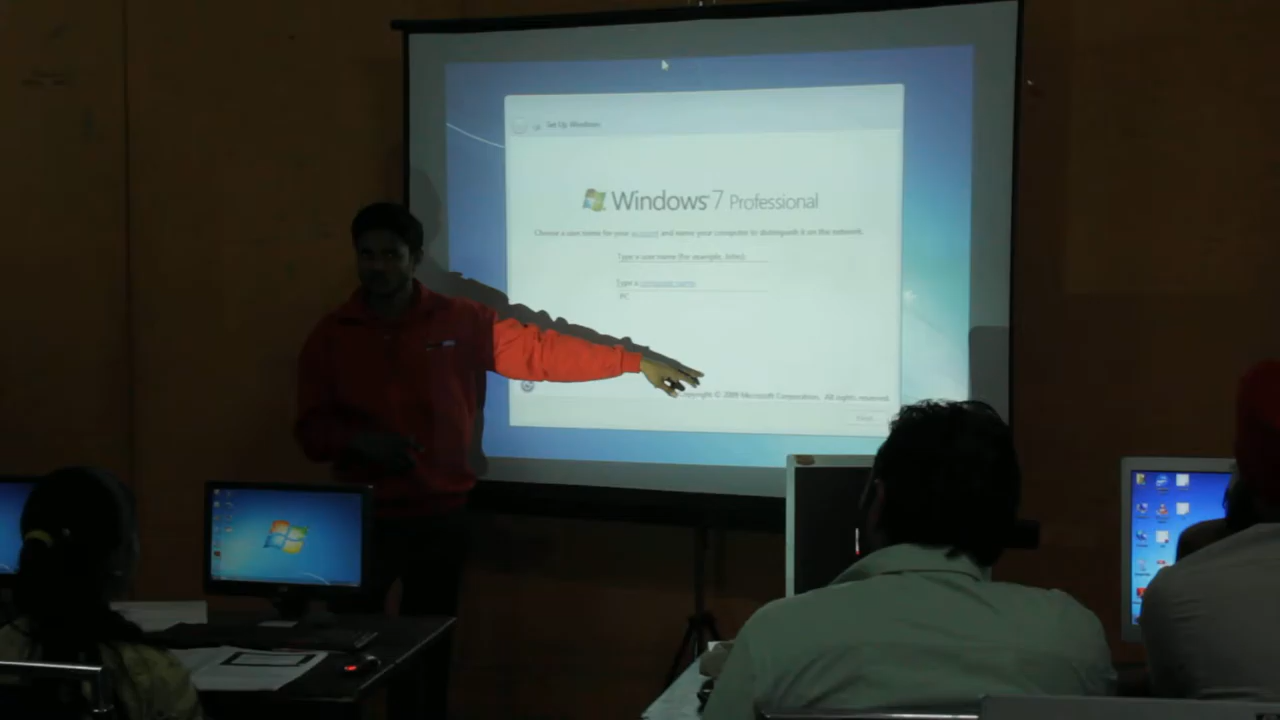 Set Up Windows
Windows 7 Professional
Choose a user name for your account and name your computer to distinguish it on the network.
Type a user name (for example, John):
Type a computer name:
PC
Copyright © 2009 Microsoft Corporation. All rights reserved.